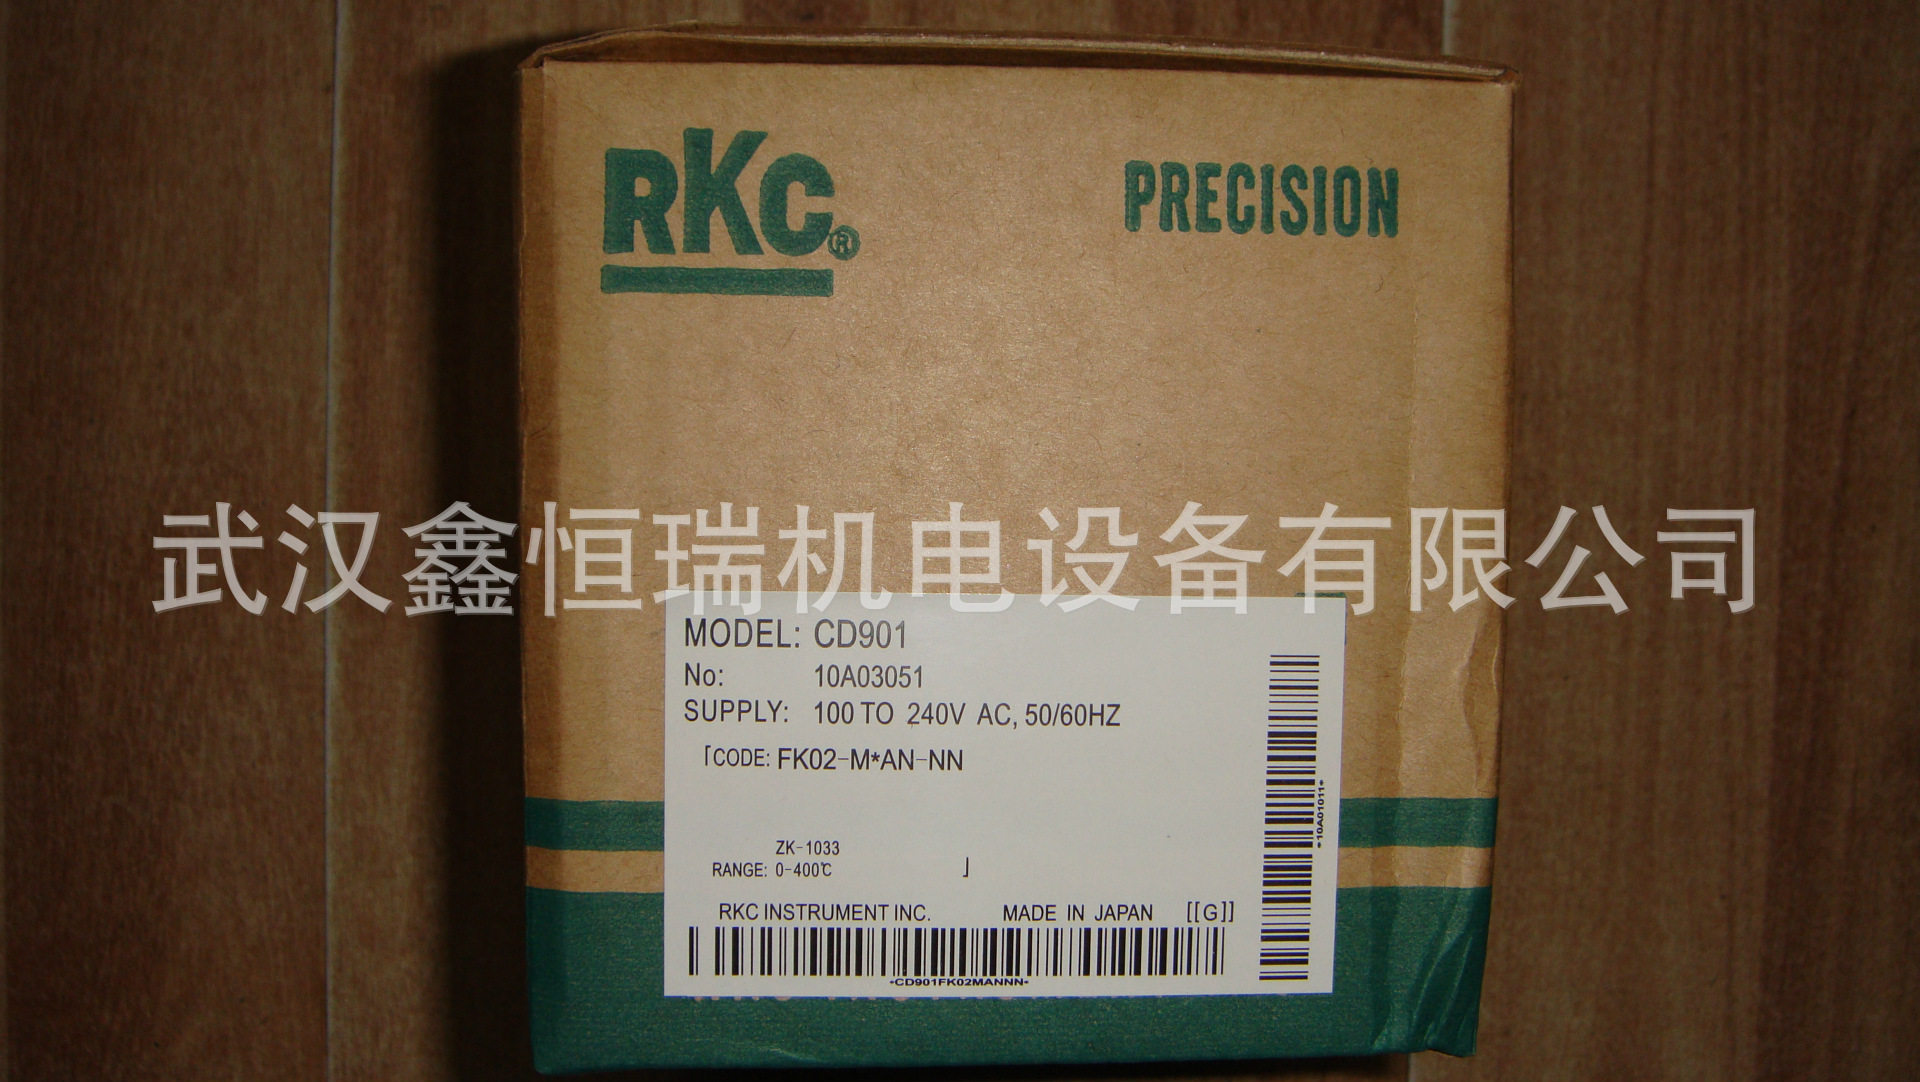 RKC®
PRECISION
武汉鑫恒瑞机电设备有限公司
MODEL: CD901
No: 10A03051
SUPPLY: 100 TO 240V AC, 50/60HZ
「CODE: FK02-M*AN-NN
ZK-1033
RANGE: 0-400℃ 」
RKC INSTRUMENT INC. MADE IN JAPAN [[G]]
*CD901FK02MANNN*
*10A01011*